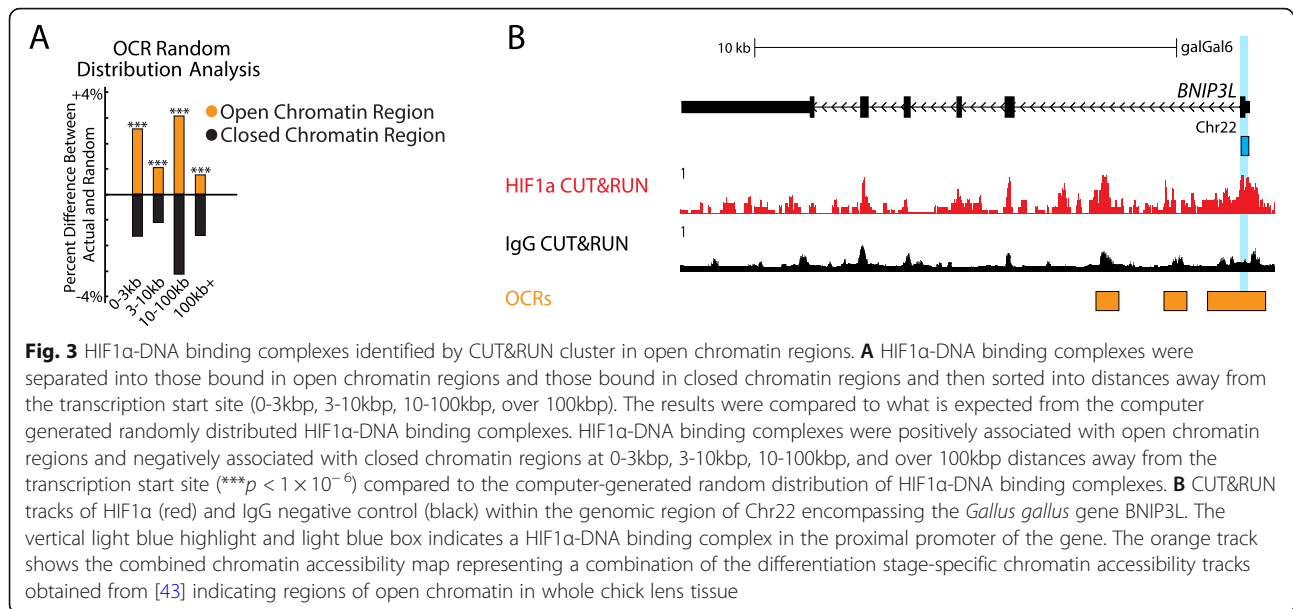 A
OCR Random
Distribution Analysis
+4%
-4%
Percent Difference Between
Actual and Random
***
***
***
***
Open Chromatin Region
Closed Chromatin Region
0-3kb
3-10kb
10-100kb
100kb+
B
10 kb
galGal6
BNIP3L
Chr22
HIF1a CUT&RUN
1
IgG CUT&RUN
1
OCRs
Fig. 3 HIF1α-DNA binding complexes identified by CUT&RUN cluster in open chromatin regions. A HIF1α-DNA binding complexes were
separated into those bound in open chromatin regions and those bound in closed chromatin regions and then sorted into distances away from
the transcription start site (0-3kbp, 3-10kbp, 10-100kbp, over 100kbp). The results were compared to what is expected from the computer
generated randomly distributed HIF1α-DNA binding complexes. HIF1α-DNA binding complexes were positively associated with open chromatin
regions and negatively associated with closed chromatin regions at 0-3kbp, 3-10kbp, 10-100kbp, and over 100kbp distances away from the
transcription start site (***p < 1 × 10⁻⁶) compared to the computer-generated random distribution of HIF1α-DNA binding complexes. B CUT&RUN
tracks of HIF1α (red) and IgG negative control (black) within the genomic region of Chr22 encompassing the Gallus gallus gene BNIP3L. The
vertical light blue highlight and light blue box indicates a HIF1α-DNA binding complex in the proximal promoter of the gene. The orange track
shows the combined chromatin accessibility map representing a combination of the differentiation stage-specific chromatin accessibility tracks
obtained from [43] indicating regions of open chromatin in whole chick lens tissue